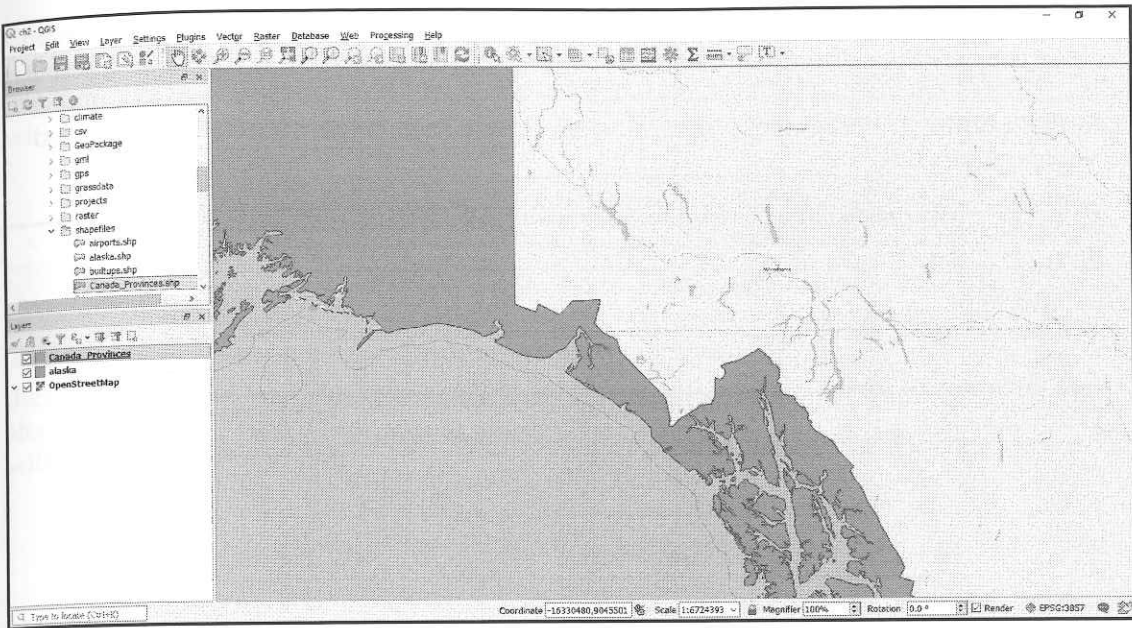 ch2 - QGIS
Project Edit View Layer Settings Plugins Vector Raster Database Web Processing Help
Browser
climate
csv
GeoPackage
gml
gps
grassdata
projects
raster
shapefiles
airports.shp
alaska.shp
builtups.shp
Canada_Provinces.shp
Layers
Canada_Provinces
alaska
OpenStreetMap
Type to locate (Ctrl+K)
Coordinate -16330480,9045501 Scale 1:6724393 Magnifier 100% Rotation 0.0 ° Render EPSG:3857